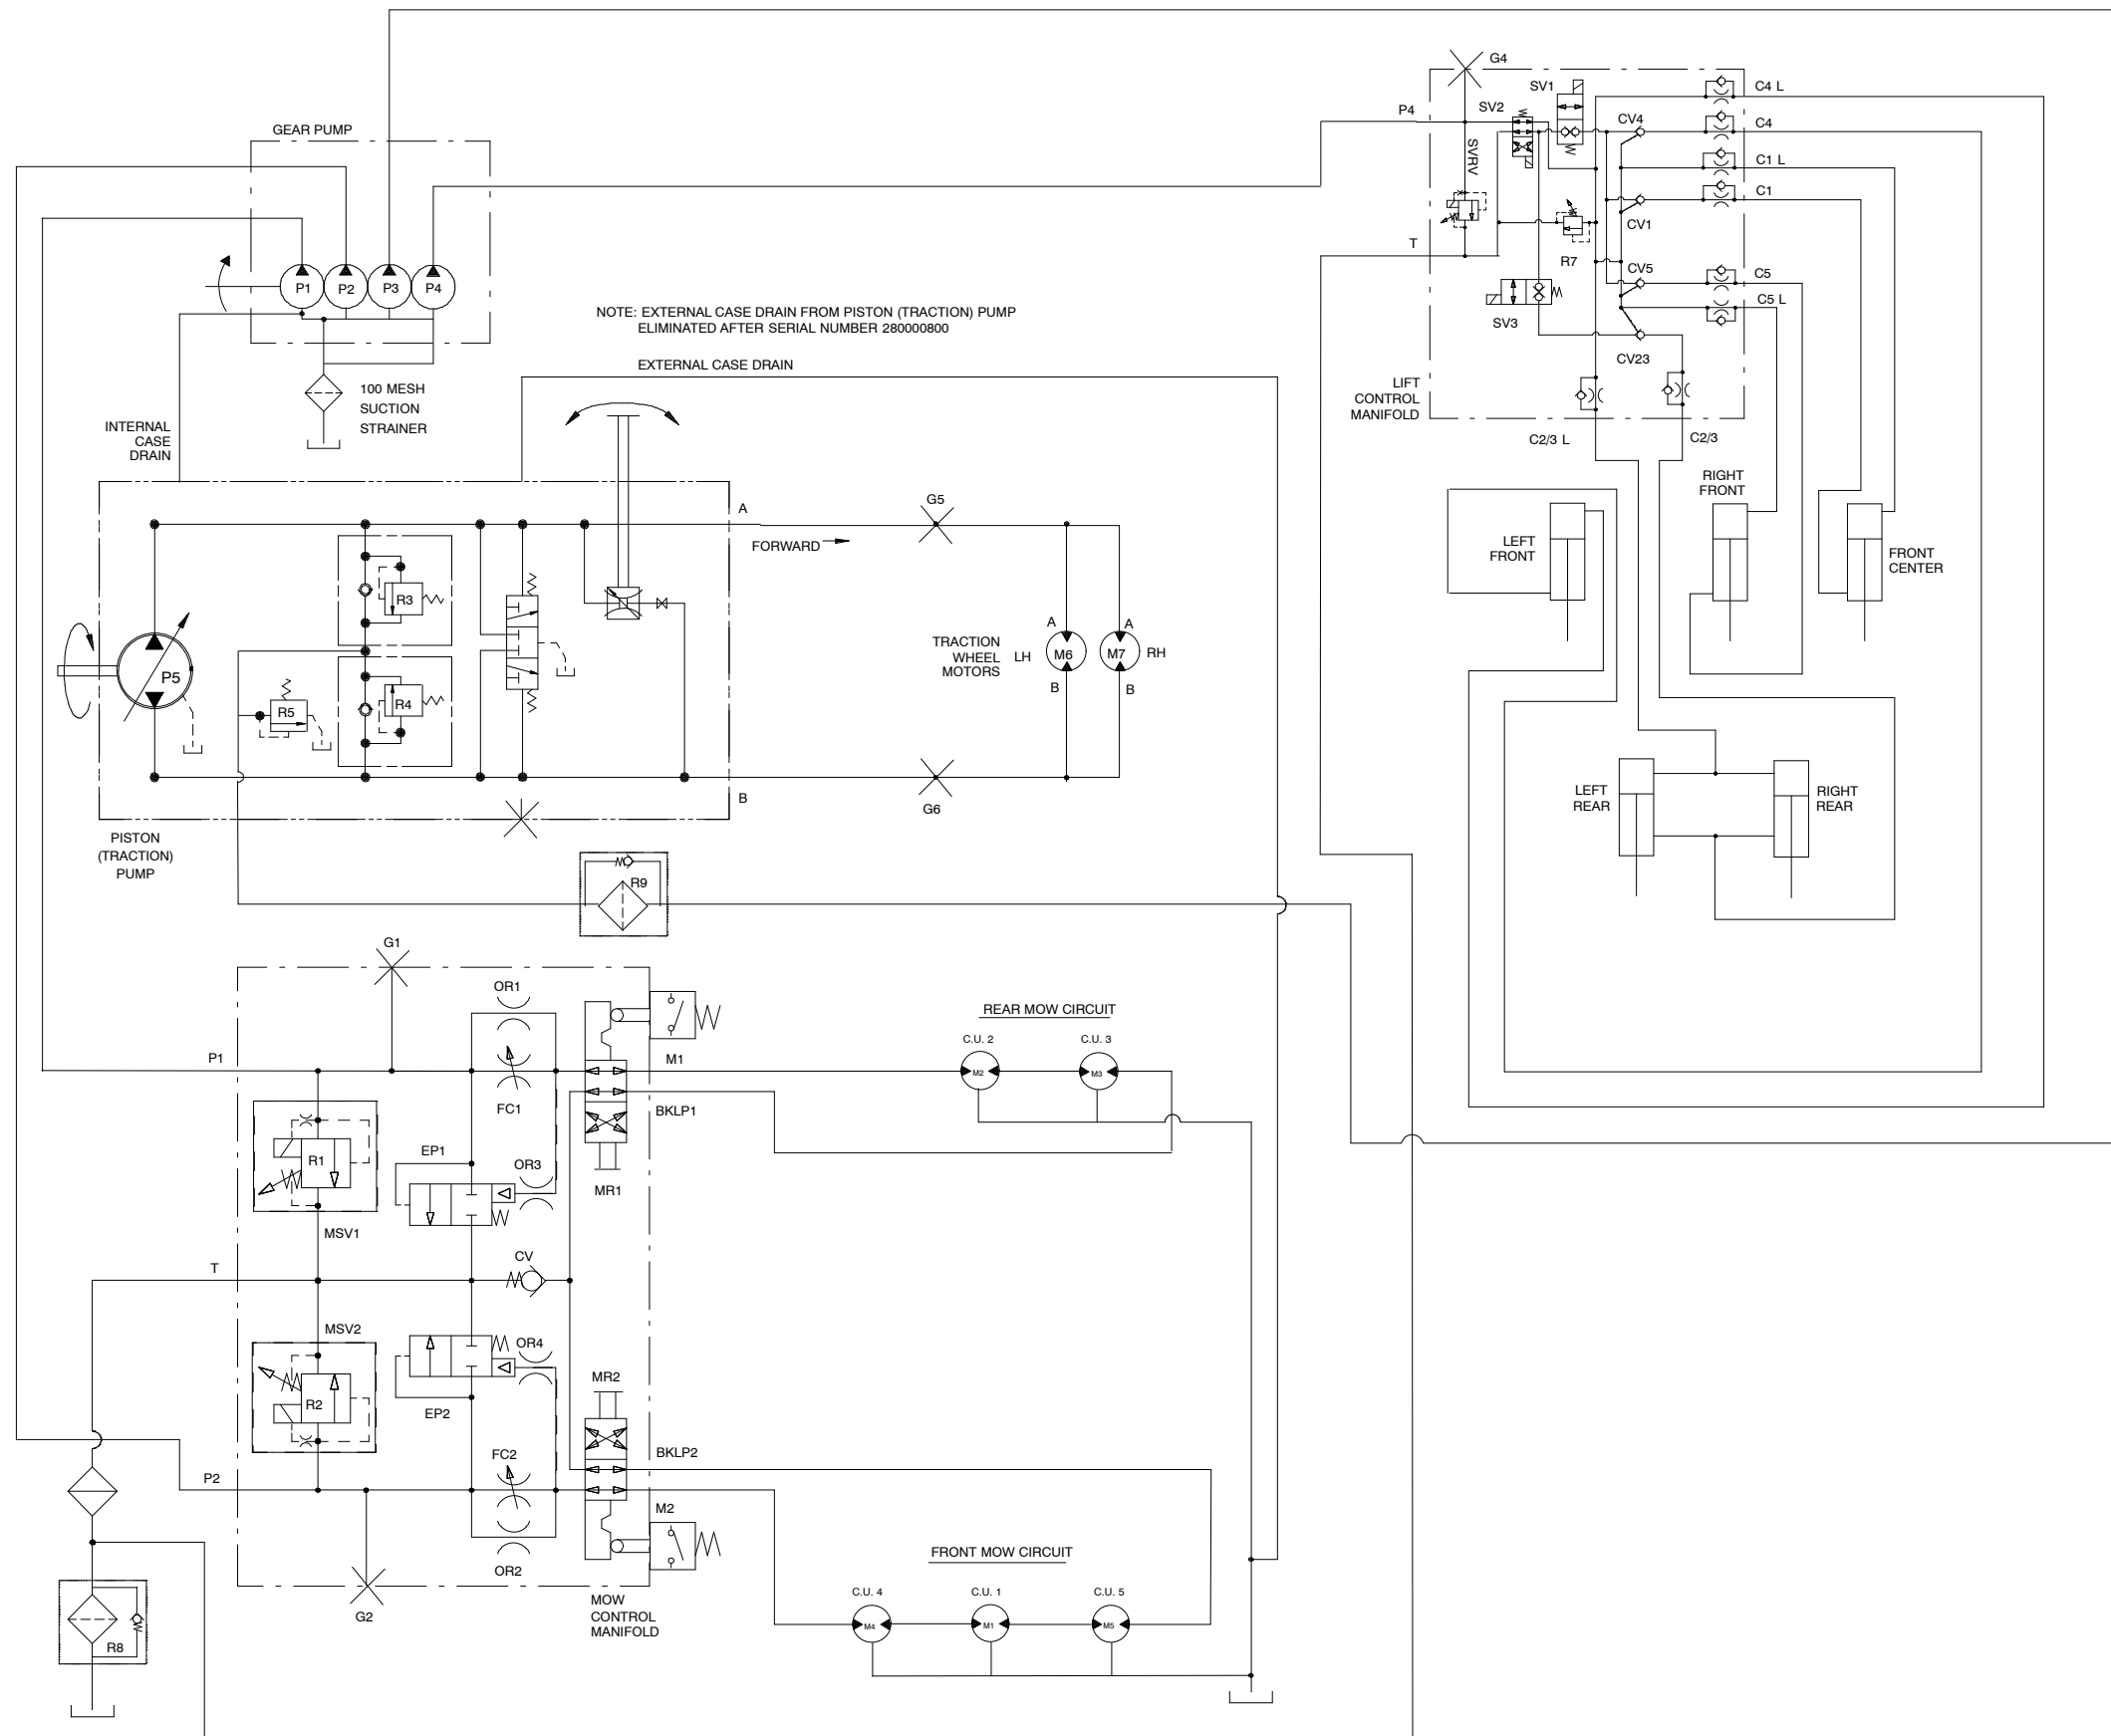 G4
SV1
C4 L
SV2
P4
CV4
C4
GEAR PUMP
SVRV
C1 L
C1
CV1
T
R7
CV5
C5
P1
P2
P3
P4
C5 L
NOTE: EXTERNAL CASE DRAIN FROM PISTON (TRACTION) PUMP
ELIMINATED AFTER SERIAL NUMBER 280000800
SV3
CV23
EXTERNAL CASE DRAIN
100 MESH
SUCTION
STRAINER
LIFT
CONTROL
MANIFOLD
INTERNAL
CASE
DRAIN
C2/3 L
C2/3
RIGHT
FRONT
A
G5
FORWARD
LEFT
FRONT
FRONT
CENTER
R3
TRACTION
WHEEL
MOTORS
LH
A
M6
B
A
M7
B
RH
P5
R5
R4
B
G6
LEFT
REAR
RIGHT
REAR
PISTON
(TRACTION)
PUMP
R9
G1
OR1
REAR MOW CIRCUIT
P1
M1
C.U. 2
C.U. 3
M2
M3
FC1
BKLP1
EP1
R1
OR3
MR1
MSV1
CV
T
MSV2
OR4
MR2
R2
EP2
FC2
BKLP2
P2
M2
FRONT MOW CIRCUIT
OR2
C.U. 4
C.U. 1
C.U. 5
G2
MOW
CONTROL
MANIFOLD
M4
M1
M5
R8